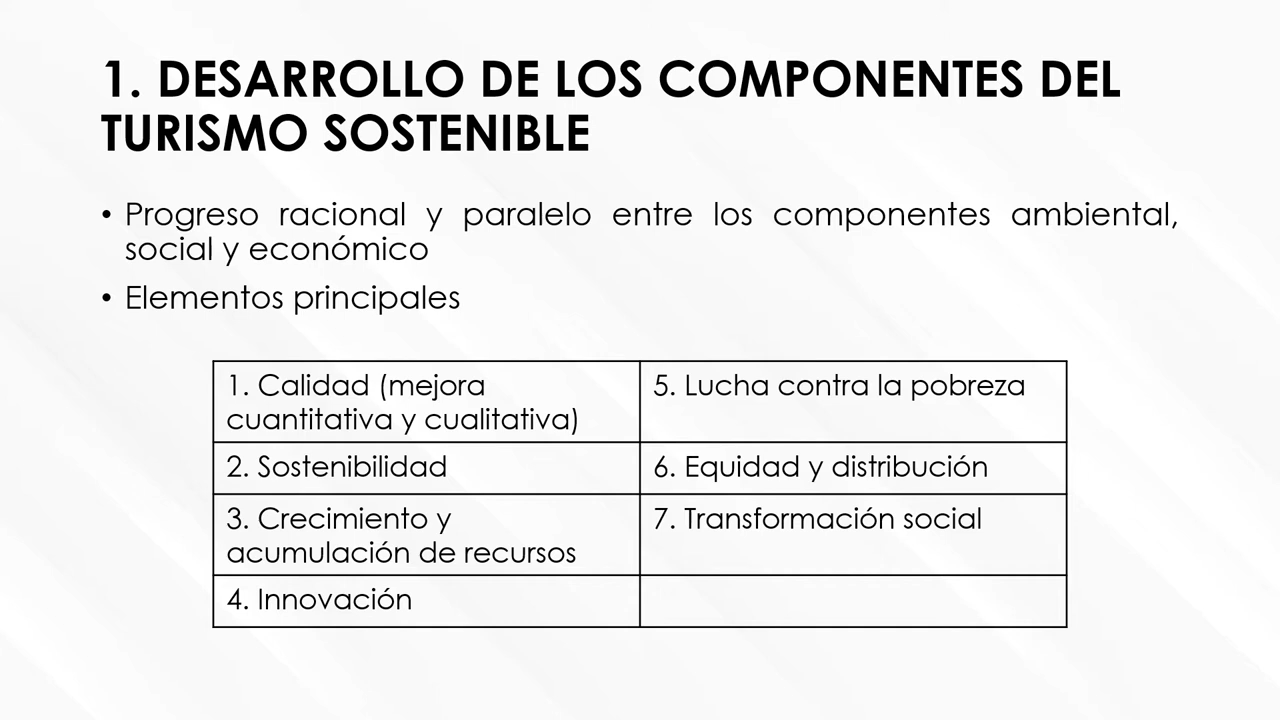 1. DESARROLLO DE LOS COMPONENTES DEL
TURISMO SOSTENIBLE
• Progreso racional y paralelo entre los componentes ambiental,
social y económico
• Elementos principales
1. Calidad (mejora
cuantitativa y cualitativa)
5. Lucha contra la pobreza
2. Sostenibilidad
6. Equidad y distribución
3. Crecimiento y
acumulación de recursos
7. Transformación social
4. Innovación